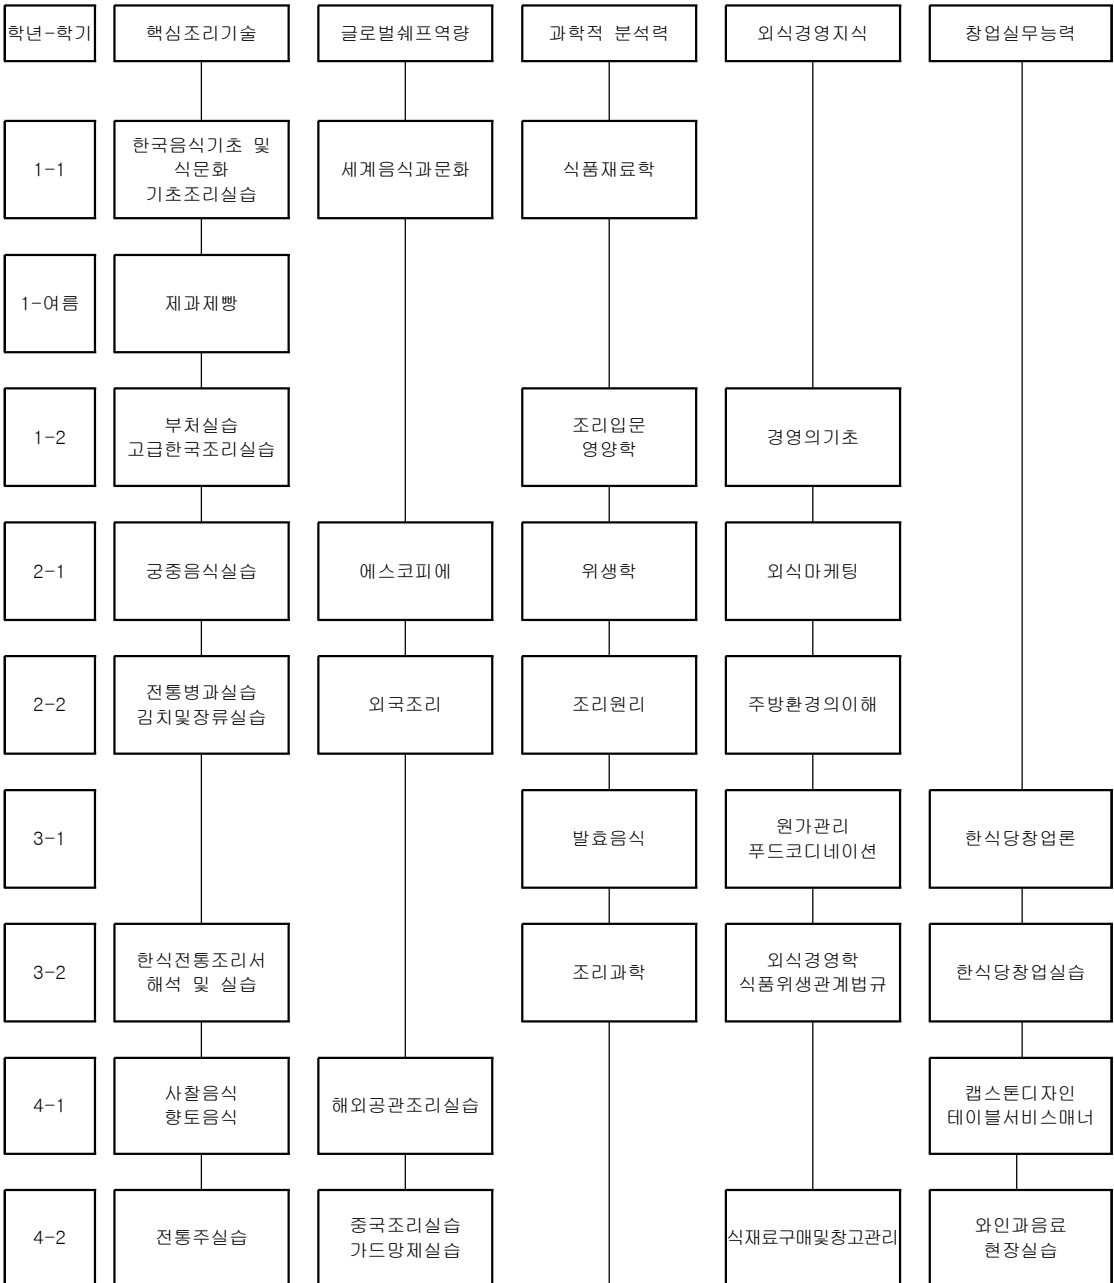 학년-학기
핵심조리기술
글로벌쉐프역량
과학적 분석력
외식경영지식
창업실무능력
1-1
한국음식기초 및
식문화
기초조리실습
세계음식과문화
식품재료학
1-여름
제과제빵
1-2
부처실습
고급한국조리실습
조리입문
영양학
경영의기초
2-1
궁중음식실습
에스코피에
위생학
외식마케팅
2-2
전통병과실습
김치및장류실습
외국조리
조리원리
주방환경의이해
3-1
발효음식
원가관리
푸드코디네이션
한식당창업론
3-2
한식전통조리서
해석 및 실습
조리과학
외식경영학
식품위생관계법규
한식당창업실습
4-1
사찰음식
향토음식
해외공관조리실습
캡스톤디자인
테이블서비스매너
4-2
전통주실습
중국조리실습
가드망제실습
식재료구매및창고관리
와인과음료
현장실습